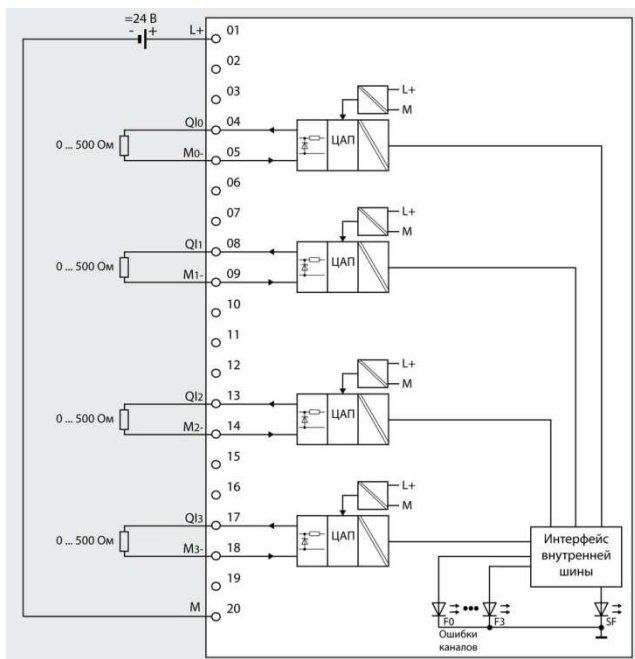 =24 В
- +
L+ 01
02
03
L+
M
QI0 04
ЦАП
0 ... 500 Ом
M0- 05
06
07
L+
M
QI1 08
ЦАП
0 ... 500 Ом
M1- 09
10
11
12
L+
M
QI2 13
ЦАП
0 ... 500 Ом
M2- 14
15
16
L+
M
QI3 17
ЦАП
0 ... 500 Ом
M3- 18
Интерфейс
внутренней
шины
19
M 20
F0 F3 SF
Ошибки
каналов